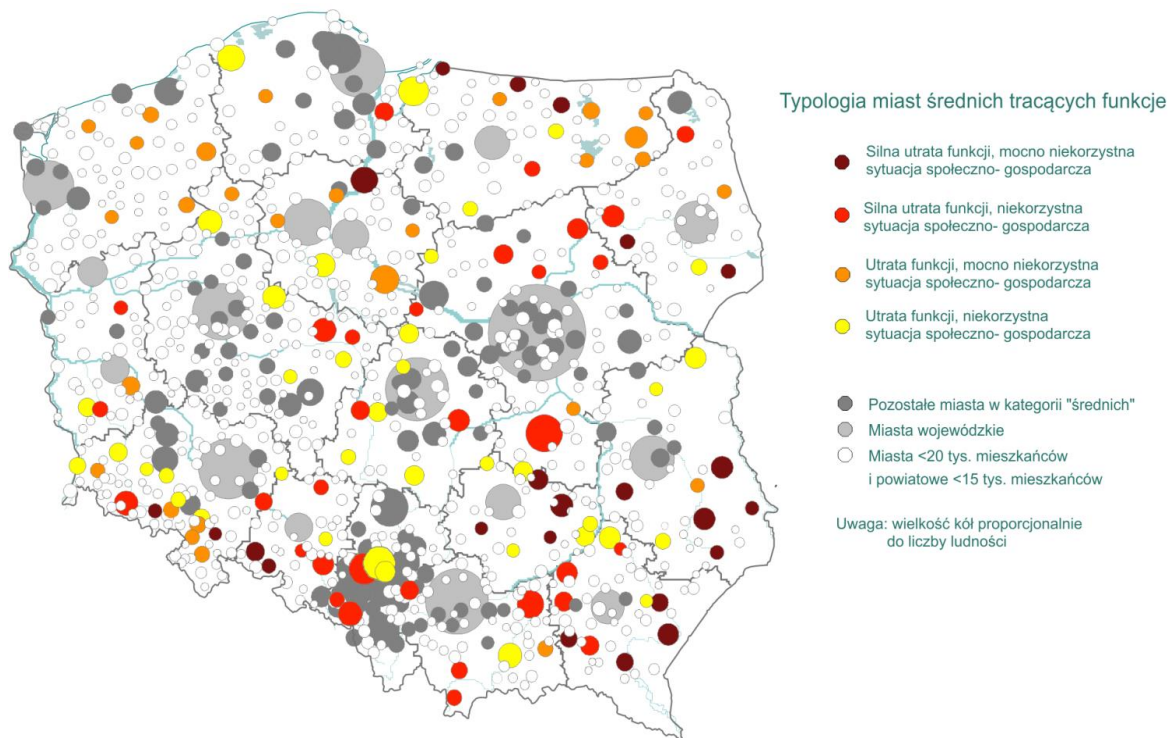 Typologia miast średnich tracących funkcje
Silna utrata funkcji, mocno niekorzystna
sytuacja społeczno- gospodarcza
Silna utrata funkcji, niekorzystna
sytuacja społeczno- gospodarcza
Utrata funkcji, mocno niekorzystna
sytuacja społeczno- gospodarcza
Utrata funkcji, niekorzystna
sytuacja społeczno- gospodarcza
Pozostałe miasta w kategorii "średnich"
Miasta wojewódzkie
Miasta <20 tys. mieszkańców
i powiatowe <15 tys. mieszkańców
Uwaga: wielkość kół proporcjonalnie
do liczby ludności